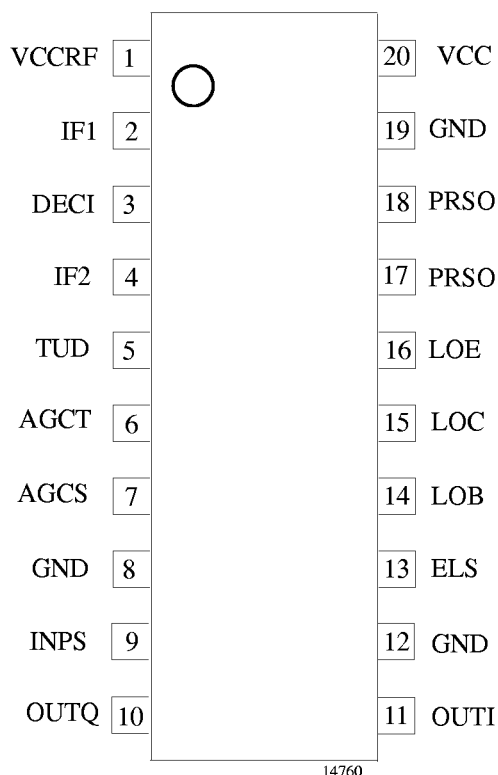 VCCRF 1 20 VCC
IF1 2 19 GND
DECI 3 18 PRSO
IF2 4 17 PRSO
TUD 5 16 LOE
AGCT 6 15 LOC
AGCS 7 14 LOB
GND 8 13 ELS
INPS 9 12 GND
OUTQ 10 11 OUTI
14760